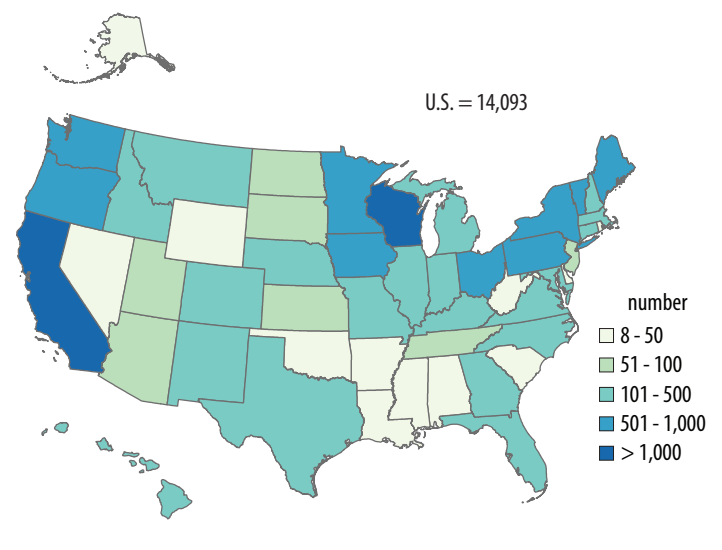 U.S. = 14,093
number
8 - 50
51 - 100
101 - 500
501 - 1,000
> 1,000